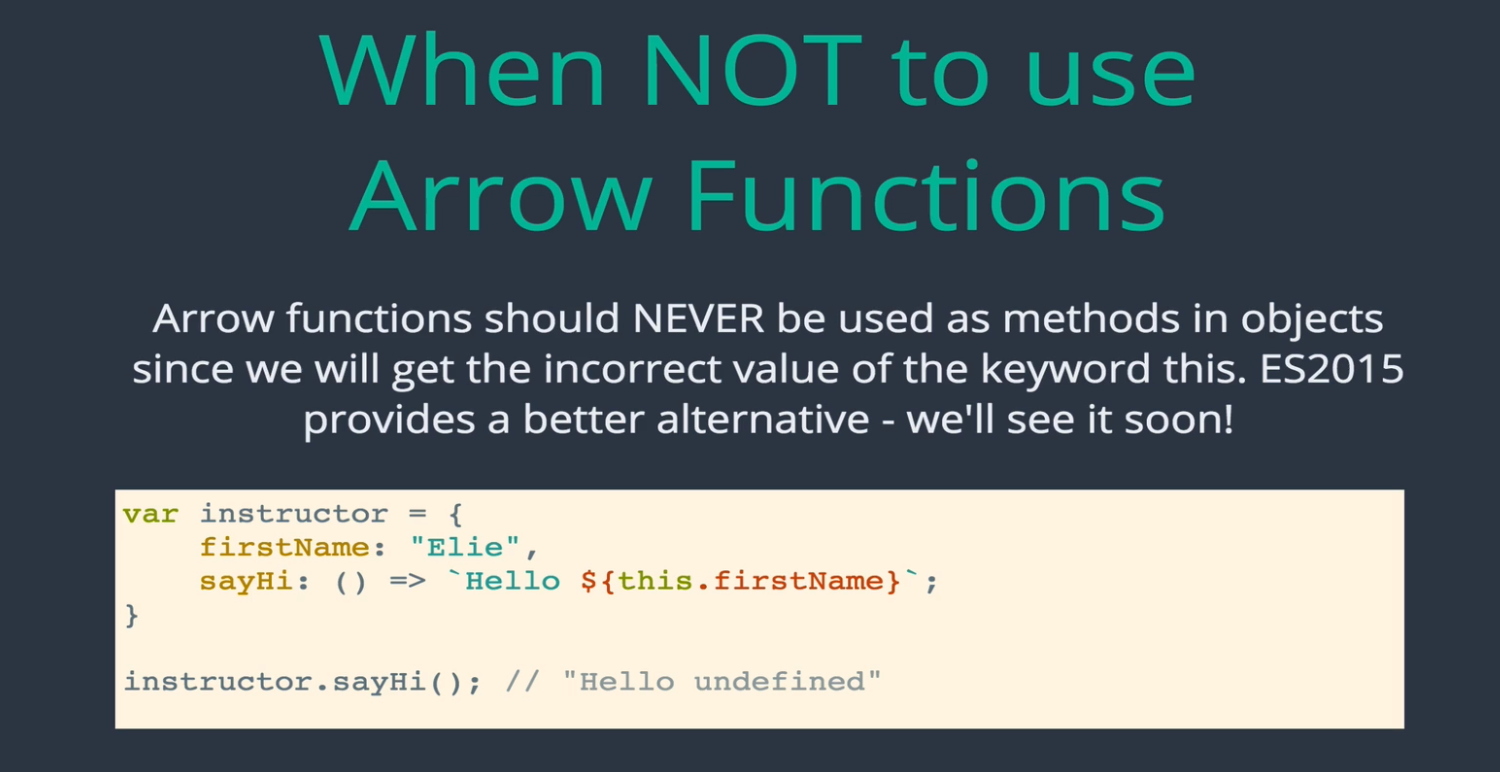 When NOT to use
Arrow Functions
Arrow functions should NEVER be used as methods in objects
since we will get the incorrect value of the keyword this. ES2015
provides a better alternative - we'll see it soon!
var instructor = {
    firstName: "Elie",
    sayHi: () => `Hello ${this.firstName}`;
}
instructor.sayHi(); // "Hello undefined"